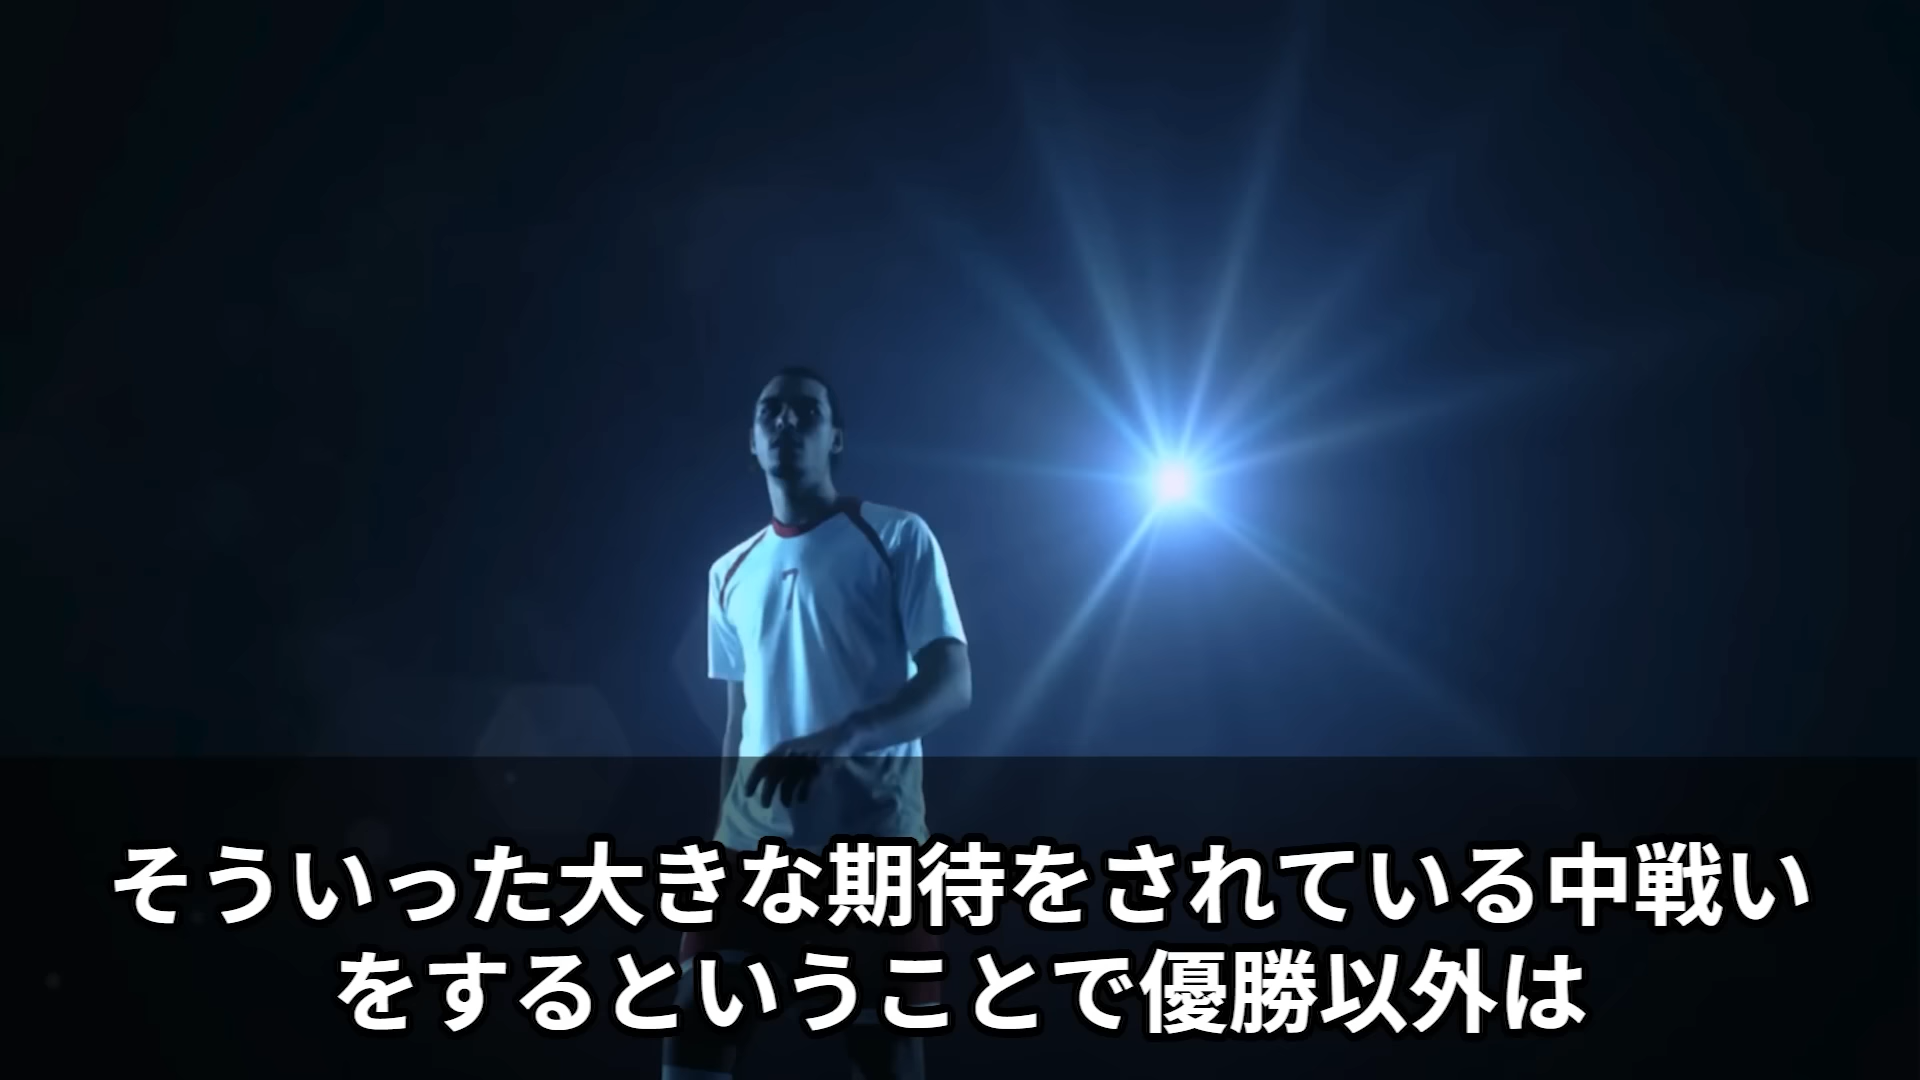 7
そういった大きな期待をされている中戦い
をするということで優勝以外は